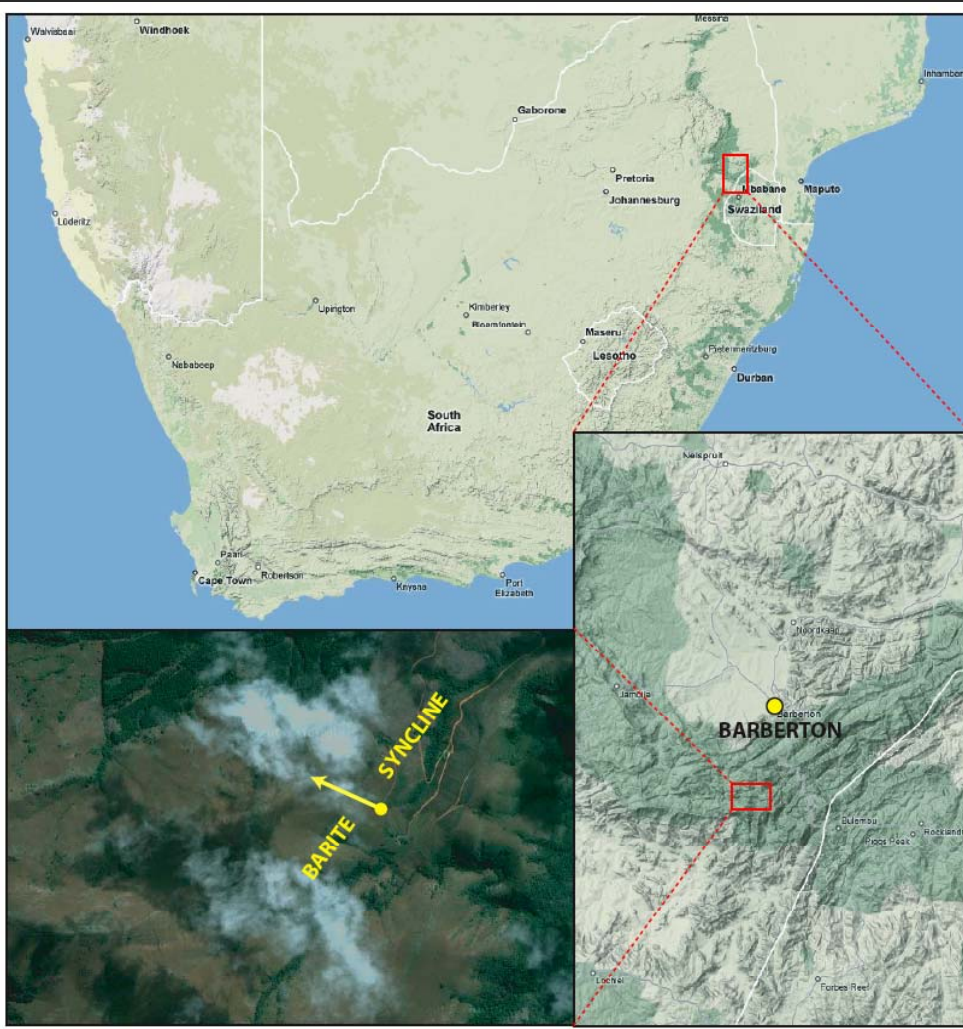 Messina
Walvisbaai
Windhoek
Inhamban
Gaborone
Pretoria
Johannesburg
Mbabane
Maputo
Swaziland
Lüderitz
Upington
Kimberley
Bloemfontein
Maseru
Lesotho
Pietermaritzburg
Durban
Nababeep
South
Africa
Paarl
Cape Town
Robertson
Knysna
Port
Elizabeth
Nelspruit
Noordkaap
Barberton
BARBERTON
Bulembu
Piggs Peak
Rocklands
Lochiel
Forbes Reef
SYNCLINE
BARITE